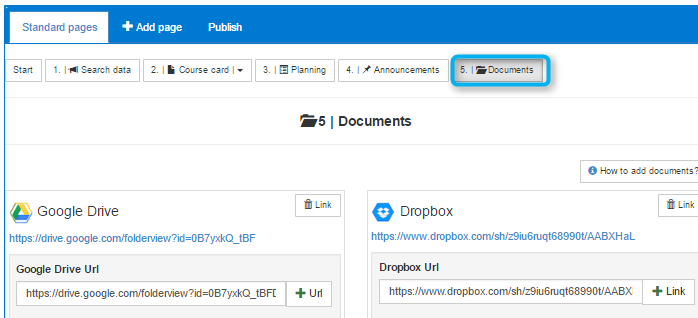 Standard pages
Add page
Publish
Start
1. | Search data
2. | Course card |
3. | Planning
4. | Announcements
5. | Documents
5 | Documents
How to add documents?
Google Drive
Link
https://drive.google.com/folderview?id=0B7yxkQ_tBF
Google Drive Url
https://drive.google.com/folderview?id=0B7yxkQ_tBFD
Url
Dropbox
Link
https://www.dropbox.com/sh/z9iu6ruqt68990t/AABXHaL
Dropbox Url
https://www.dropbox.com/sh/z9iu6ruqt68990t/AABX
Link